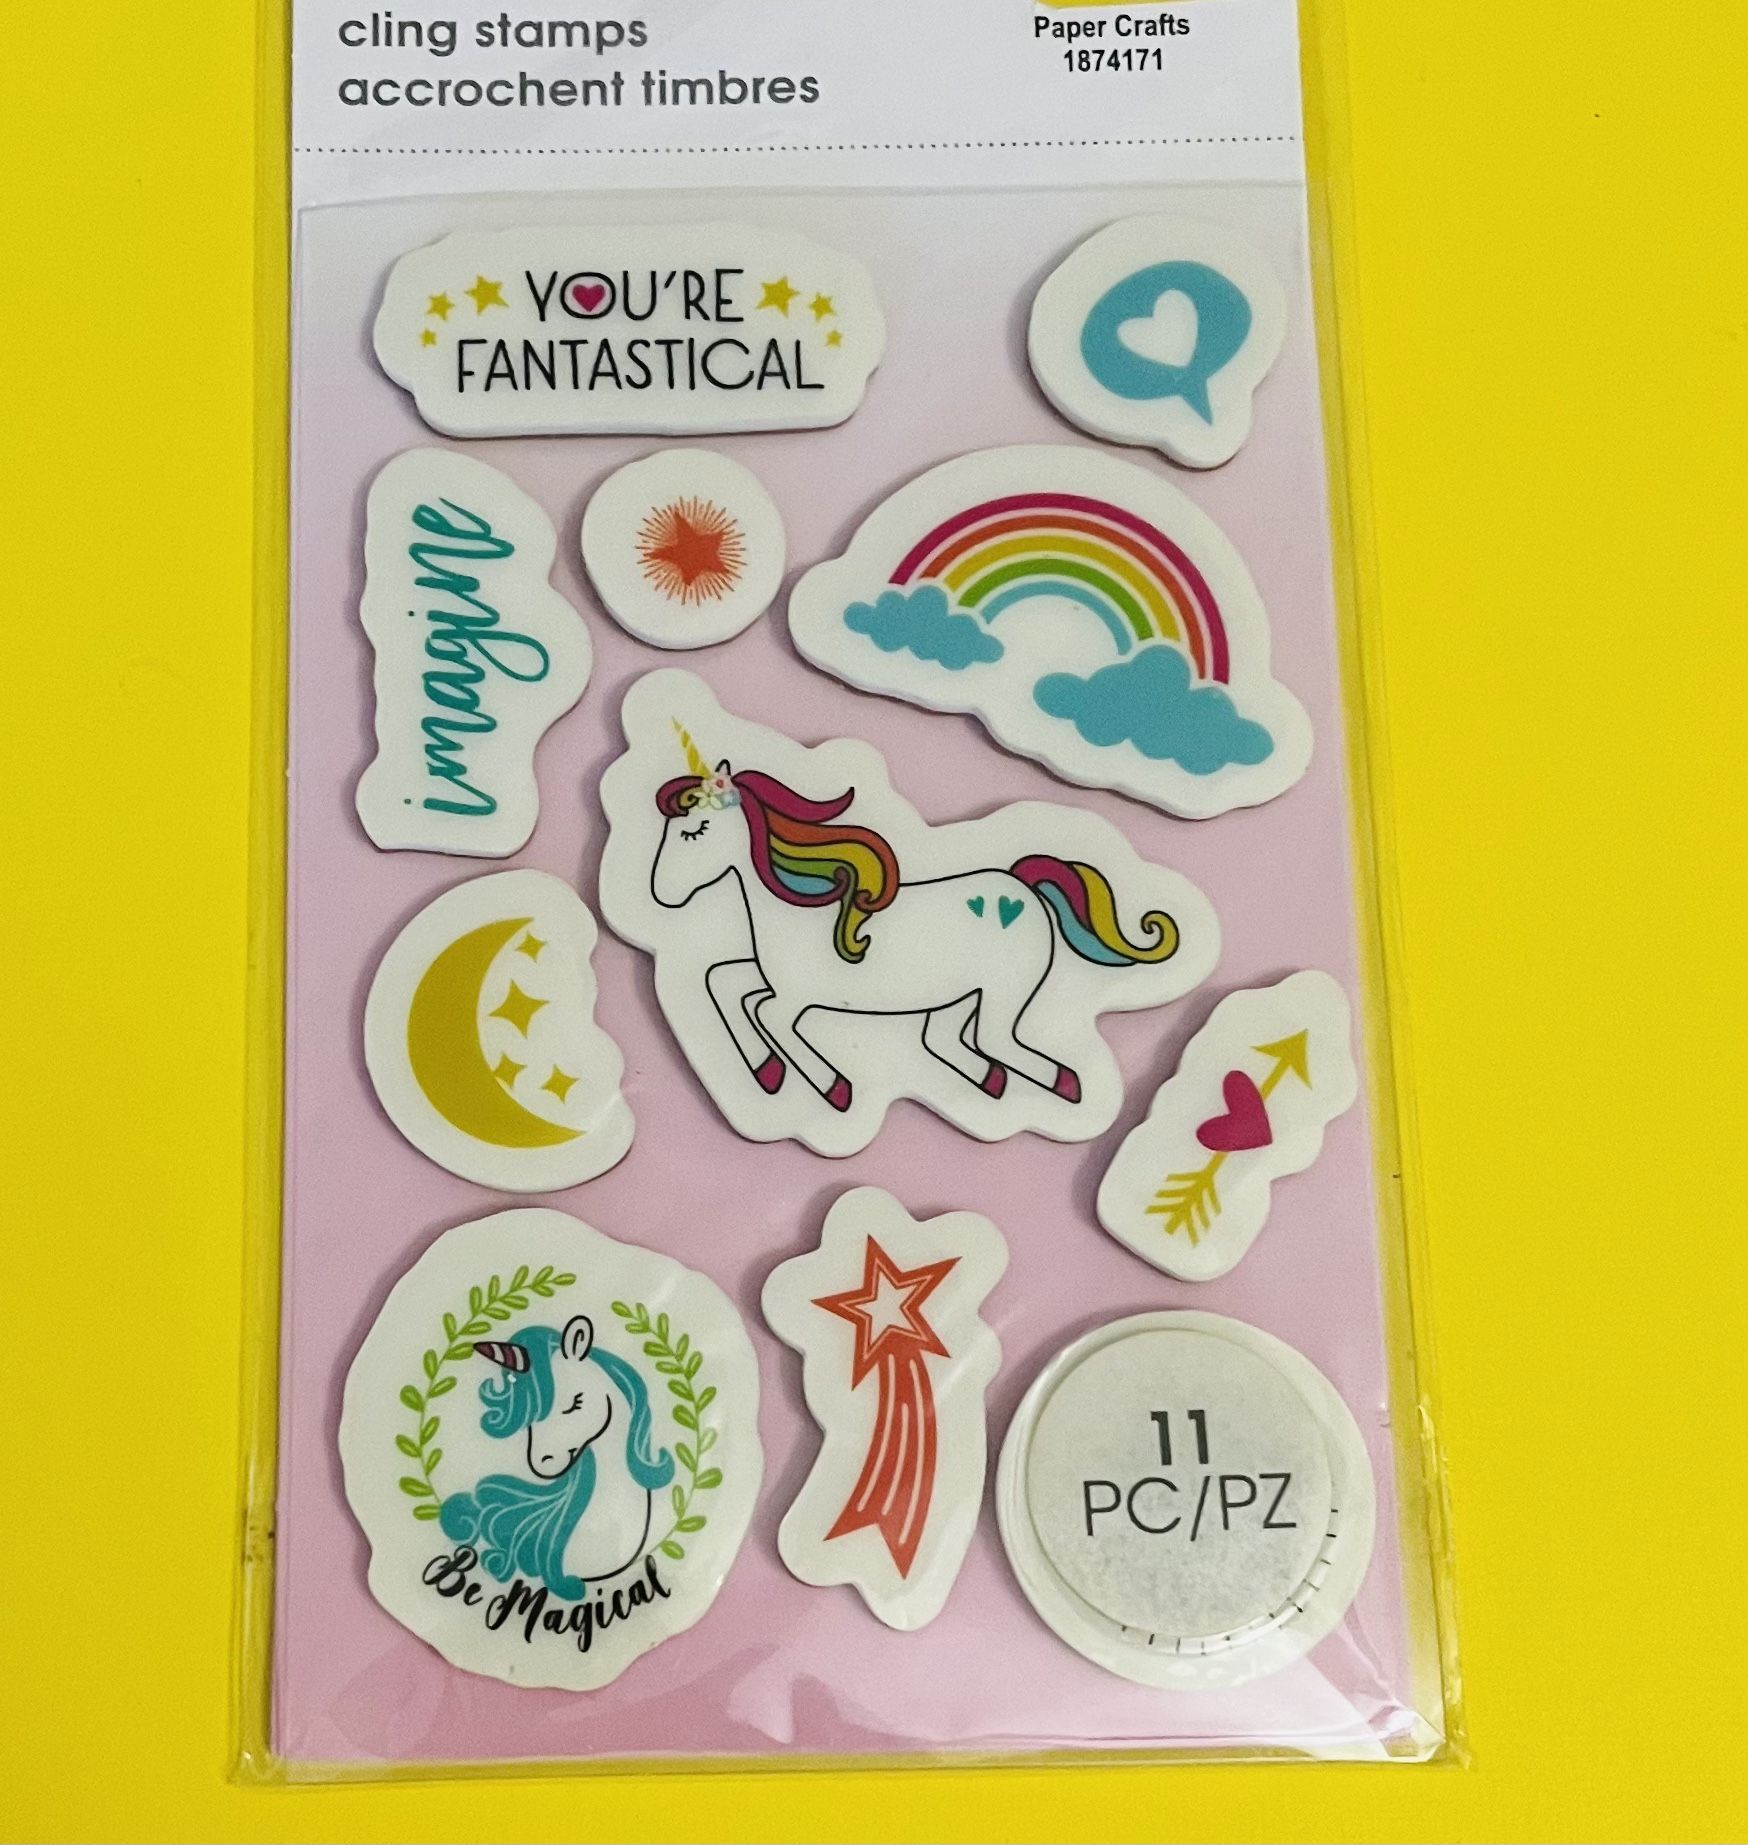 cling stamps
accrochent timbres
Paper Crafts
1874171
YOU'RE
FANTASTICAL
imagine
Be Magical
11
PC/PZ